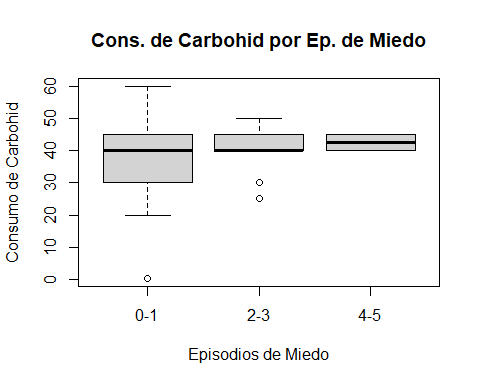 Cons. de Carbohid por Ep. de Miedo
Consumo de Carbohid
60
50
40
30
20
10
0
0-1 2-3 4-5
Episodios de Miedo